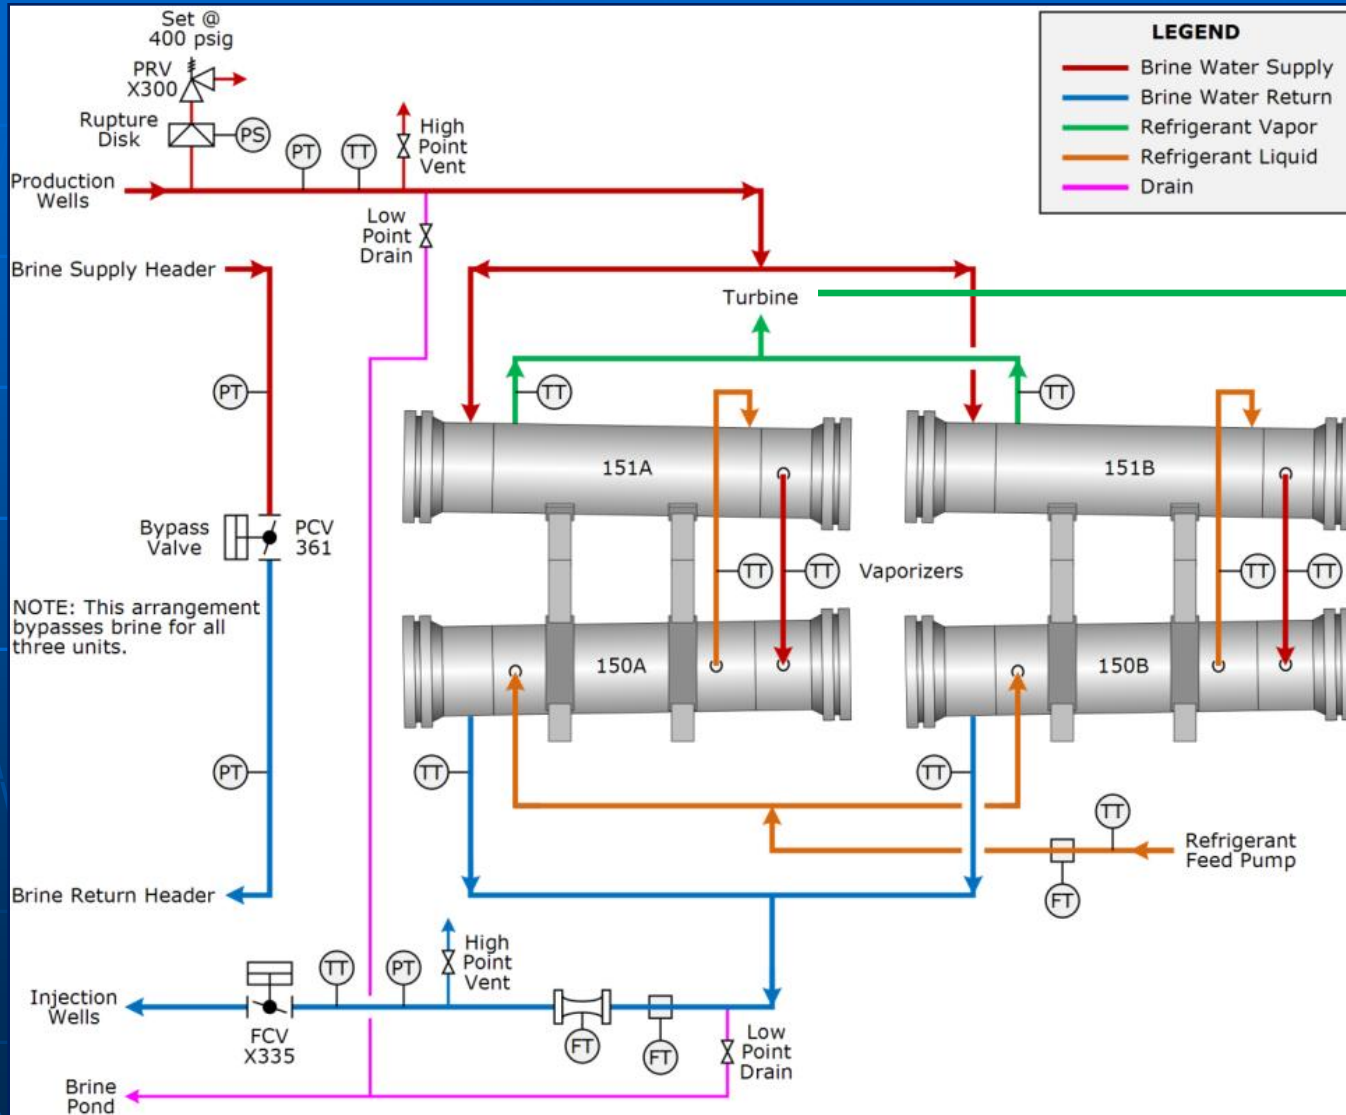 Set @
400 psig
PRV
X300
Rupture
Disk
PS
PT
TT
High
Point
Vent
Production
Wells
Low
Point
Drain
LEGEND
Brine Water Supply
Brine Water Return
Refrigerant Vapor
Refrigerant Liquid
Drain
Brine Supply Header
Turbine
PT
TT
TT
151A
151B
Bypass
Valve
PCV
361
TT
TT
Vaporizers
TT
TT
NOTE: This arrangement
bypasses brine for all
three units.
150A
150B
PT
TT
TT
TT
Refrigerant
Feed Pump
FT
Brine Return Header
High
Point
Vent
TT
PT
Injection
Wells
FCV
X335
FT
FT
Low
Point
Drain
Brine
Pond